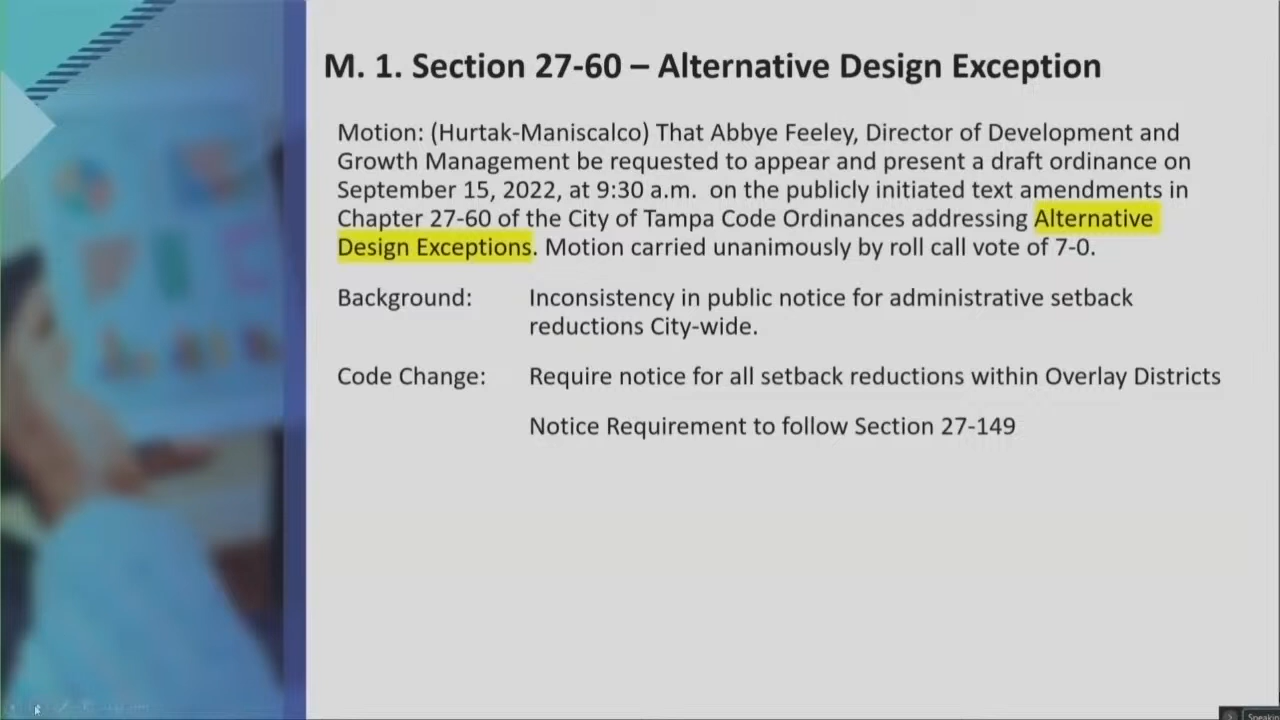 M. 1. Section 27-60 – Alternative Design Exception
Motion: (Hurtak-Maniscalco) That Abbye Feeley, Director of Development and
Growth Management be requested to appear and present a draft ordinance on
September 15, 2022, at 9:30 a.m. on the publicly initiated text amendments in
Chapter 27-60 of the City of Tampa Code Ordinances addressing Alternative
Design Exceptions. Motion carried unanimously by roll call vote of 7-0.
Background: Inconsistency in public notice for administrative setback
reductions City-wide.
Code Change: Require notice for all setback reductions within Overlay Districts
Notice Requirement to follow Section 27-149